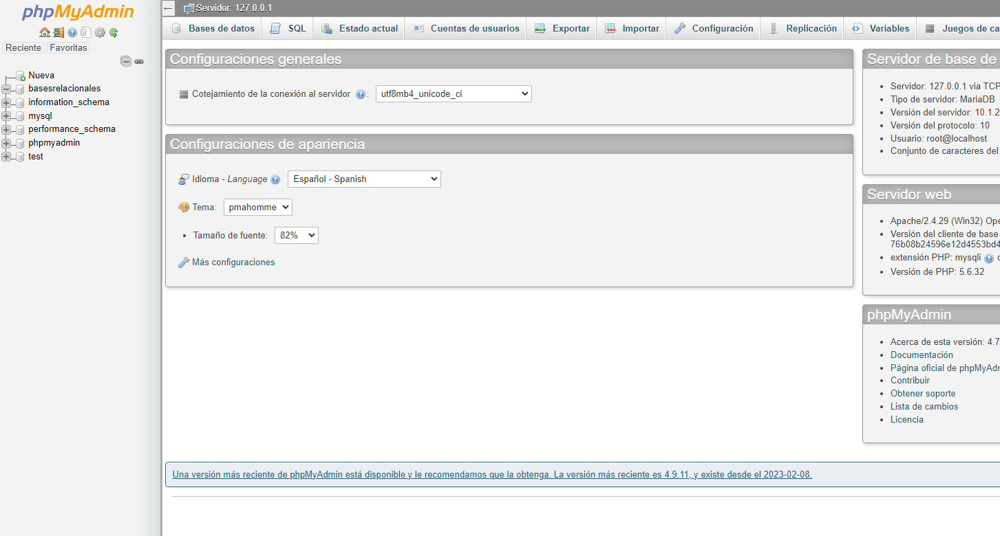 phpMyAdmin
Reciente Favoritas
Nueva
basesrelacionales
information_schema
mysql
performance_schema
phpmyadmin
test
Servidor: 127.0.0.1
Bases de datos SQL Estado actual Cuentas de usuarios Exportar Importar Configuración Replicación Variables Juegos de ca
Configuraciones generales
Cotejamiento de la conexión al servidor : utf8mb4_unicode_ci
Configuraciones de apariencia
Idioma - Language Español - Spanish
Tema: pmahomme
• Tamaño de fuente: 82%
Más configuraciones
Servidor de base de
• Servidor: 127.0.0.1 via TCP
• Tipo de servidor: MariaDB
• Versión del servidor: 10.1.2
• Versión del protocolo: 10
• Usuario: root@localhost
• Conjunto de caracteres del
Servidor web
• Apache/2.4.29 (Win32) Ope
• Versión del cliente de base
76b08b24596e12d4553bd4
• extensión PHP: mysqli
• Versión de PHP: 5.6.32
phpMyAdmin
• Acerca de esta versión: 4.7
• Documentación
• Página oficial de phpMyAdm
• Contribuir
• Obtener soporte
• Lista de cambios
• Licencia
Una versión más reciente de phpMyAdmin está disponible y le recomendamos que la obtenga. La versión más reciente es 4.9.11, y existe desde el 2023-02-08.